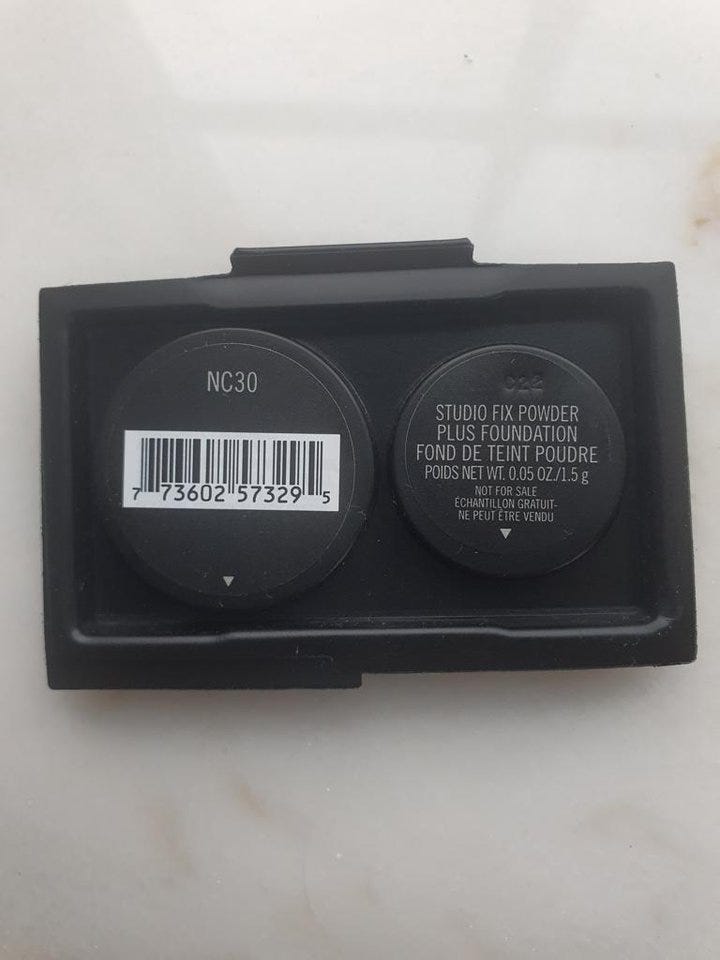 NC30
7 73602 57329 5
C22
STUDIO FIX POWDER
PLUS FOUNDATION
FOND DE TEINT POUDRE
POIDS NET WT. 0.05 OZ./1.5 g
NOT FOR SALE
ÉCHANTILLON GRATUIT-
NE PEUT ÊTRE VENDU